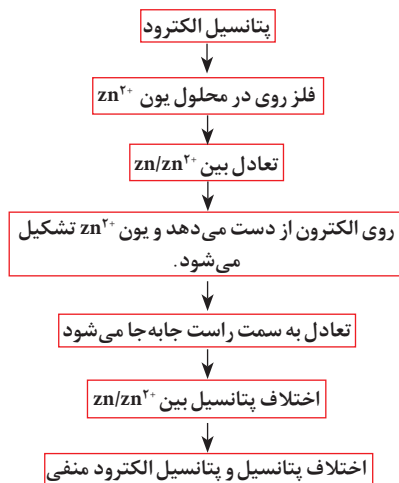 پتانسیل الکترود
فلز روی در محلول یون zn²⁺
تعادل بین zn/zn²⁺
روی الکترون از دست می‌دهد و یون zn²⁺ تشکیل
می‌شود.
تعادل به سمت راست جابه‌جا می‌شود
اختلاف پتانسیل بین zn/zn²⁺
اختلاف پتانسیل و پتانسیل الکترود منفی